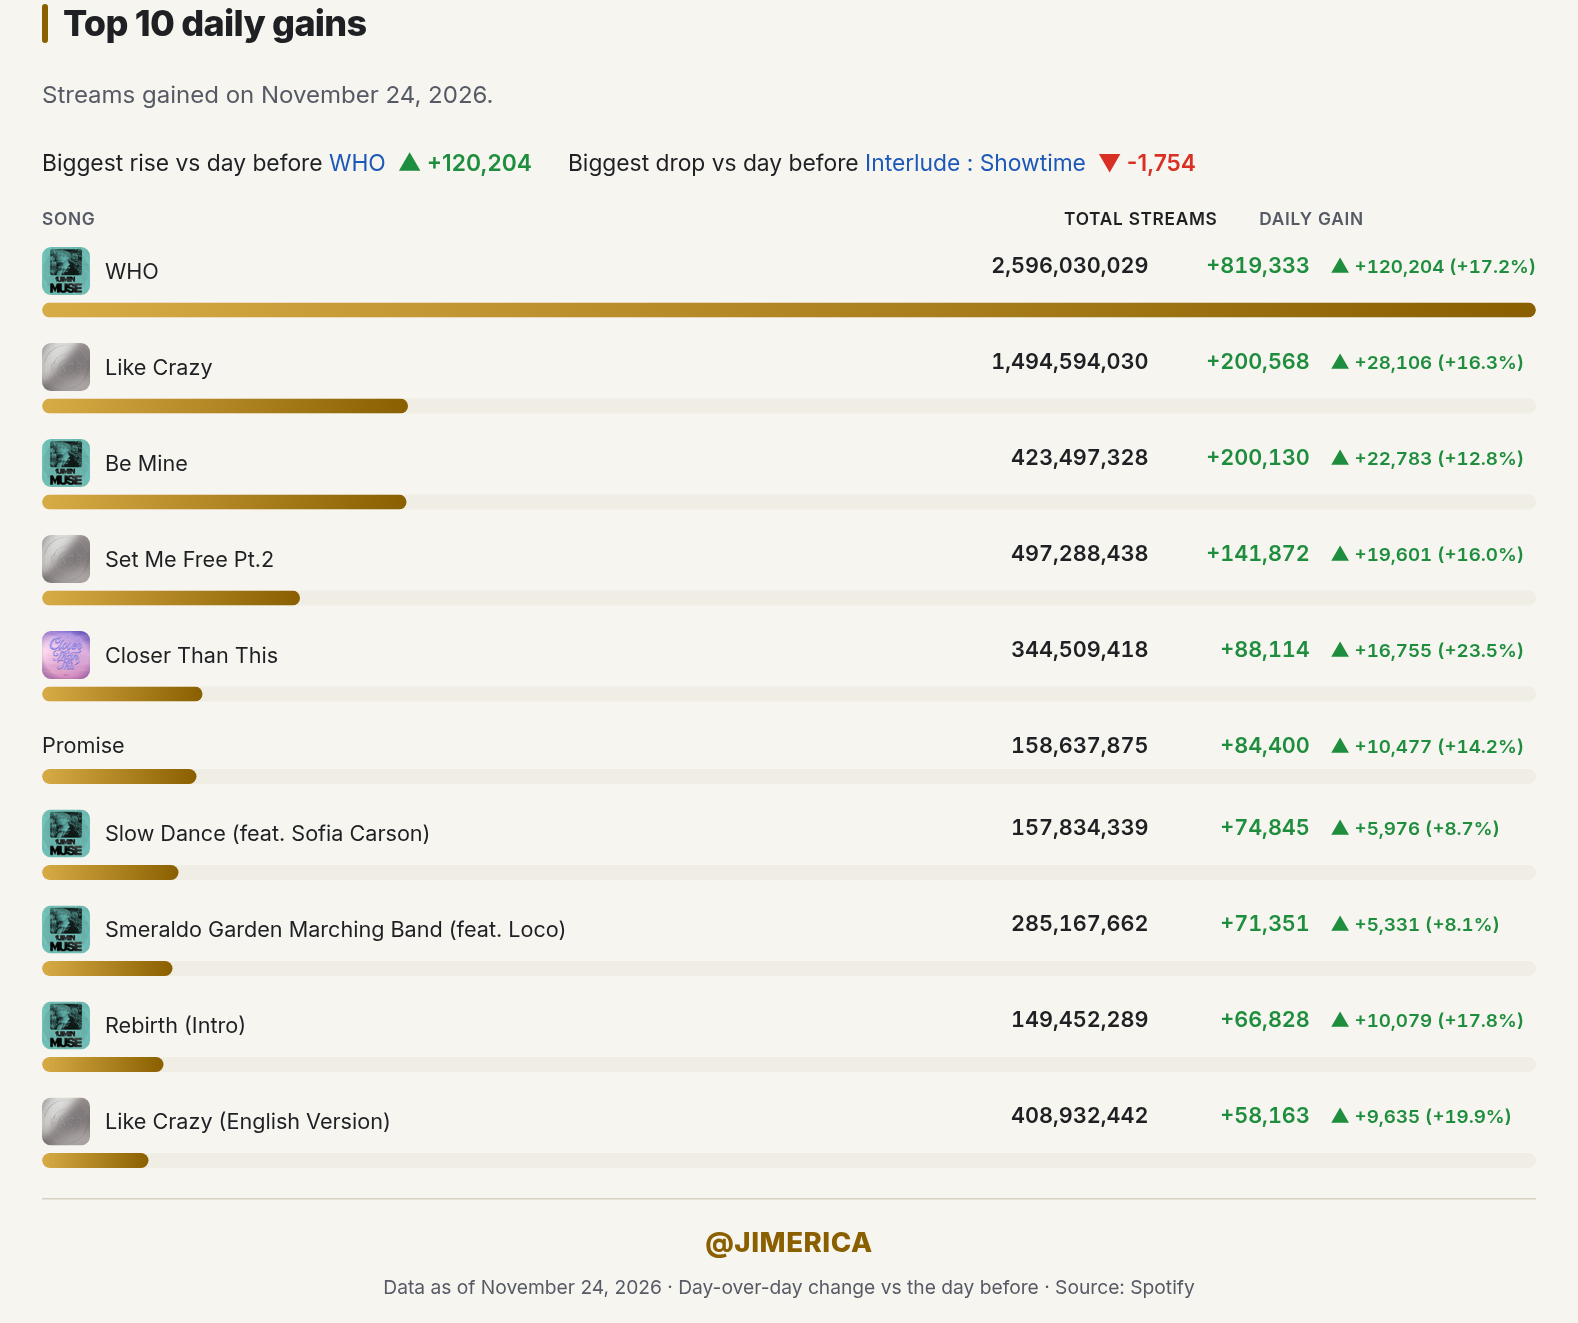 Top 10 daily gains
Streams gained on November 24, 2026.
Biggest rise vs day before WHO ▲ +120,204 Biggest drop vs day before Interlude : Showtime ▼ -1,754
SONG TOTAL STREAMS DAILY GAIN
WHO 2,596,030,029 +819,333 ▲ +120,204 (+17.2%)
MUSE
Like Crazy 1,494,594,030 +200,568 ▲ +28,106 (+16.3%)
Be Mine 423,497,328 +200,130 ▲ +22,783 (+12.8%)
MUSE
Set Me Free Pt.2 497,288,438 +141,872 ▲ +19,601 (+16.0%)
Closer Than This 344,509,418 +88,114 ▲ +16,755 (+23.5%)
Closer Than This
Promise 158,637,875 +84,400 ▲ +10,477 (+14.2%)
Slow Dance (feat. Sofia Carson) 157,834,339 +74,845 ▲ +5,976 (+8.7%)
MUSE
Smeraldo Garden Marching Band (feat. Loco) 285,167,662 +71,351 ▲ +5,331 (+8.1%)
MUSE
Rebirth (Intro) 149,452,289 +66,828 ▲ +10,079 (+17.8%)
MUSE
Like Crazy (English Version) 408,932,442 +58,163 ▲ +9,635 (+19.9%)
@JIMERICA
Data as of November 24, 2026 · Day-over-day change vs the day before · Source: Spotify